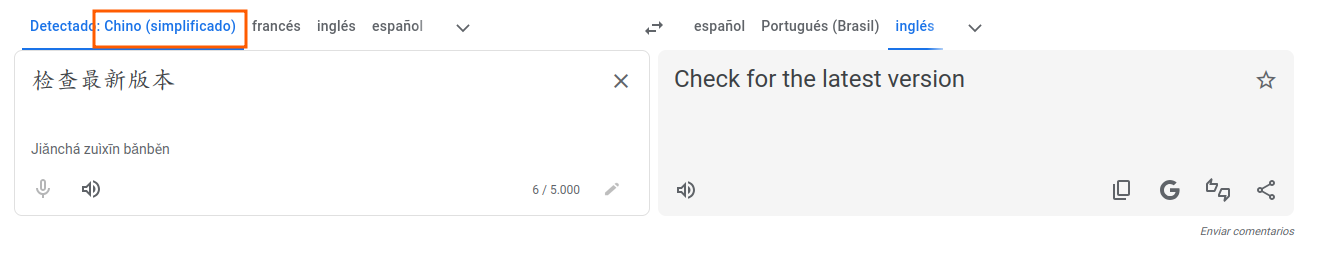 Detectado: Chino (simplificado) francés inglés español
español Portugués (Brasil) inglés
检查最新版本
Jiǎnchá zuìxīn bǎnběn
6 / 5.000
Check for the latest version
Enviar comentarios